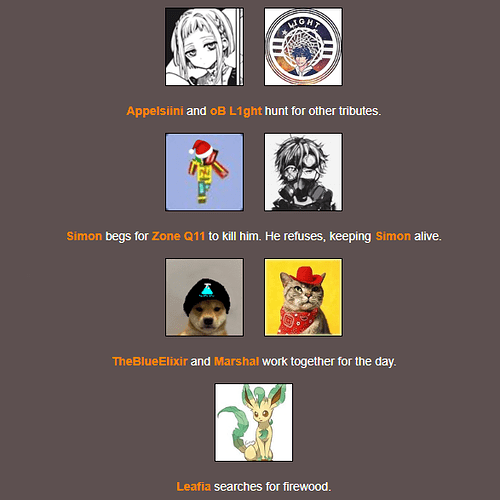 LIGHT
Appelsiini and oB L1ght hunt for other tributes.
Simon begs for Zone Q11 to kill him. He refuses, keeping Simon alive.
TheBlueElixir and Marshal work together for the day.
Leafia searches for firewood.